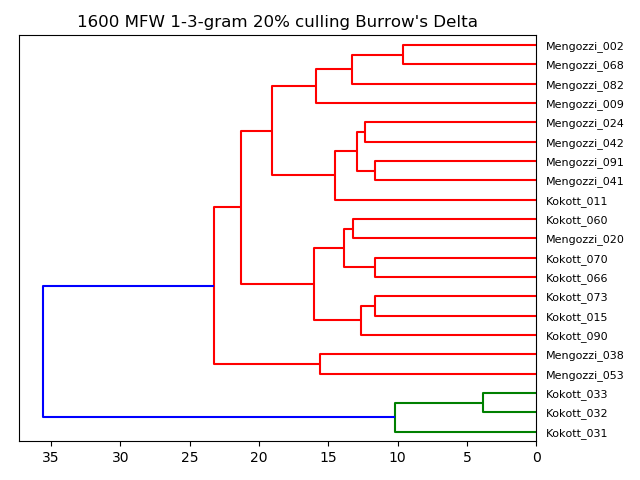 1600 MFW 1-3-gram 20% culling Burrow's Delta
Mengozzi_002
Mengozzi_068
Mengozzi_082
Mengozzi_009
Mengozzi_024
Mengozzi_042
Mengozzi_091
Mengozzi_041
Kokott_011
Kokott_060
Mengozzi_020
Kokott_070
Kokott_066
Kokott_073
Kokott_015
Kokott_090
Mengozzi_038
Mengozzi_053
Kokott_033
Kokott_032
Kokott_031
35 30 25 20 15 10 5 0